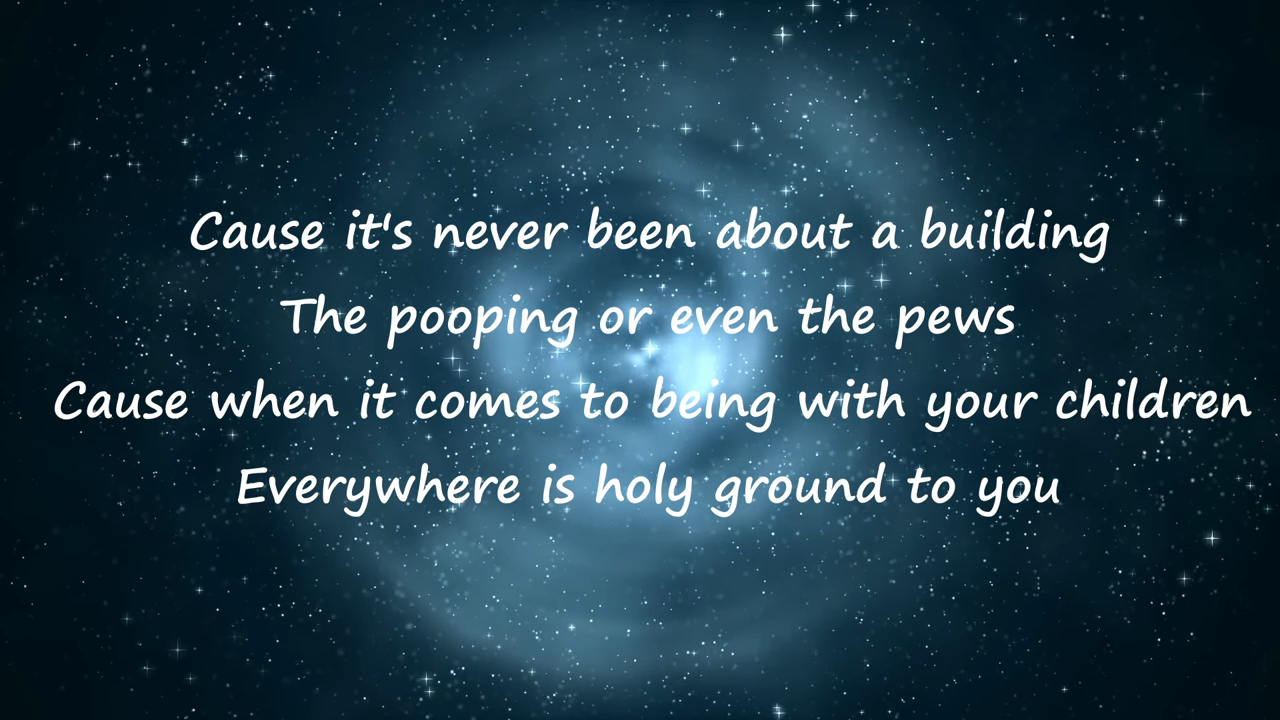 Cause it's never been about a building
The pooping or even the pews
Cause when it comes to being with your children
Everywhere is holy ground to you